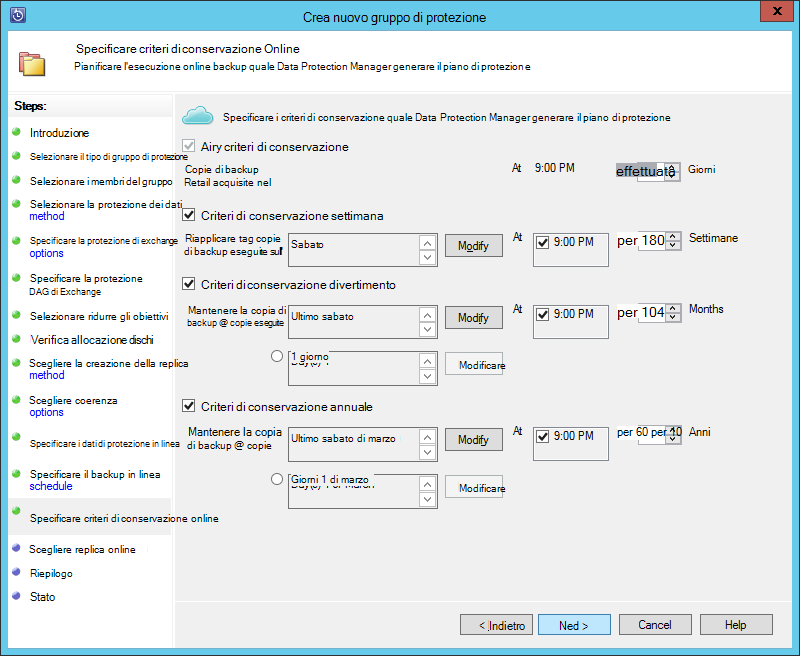 Crea nuovo gruppo di protezione
x
Specificare criteri di conservazione Online
Pianificare l'esecuzione online backup quale Data Protection Manager generare il piano di protezione
Steps:
Introduzione
Selezionare il tipo di gruppo di protezione
Selezionare i membri del gruppo
Selezionare la protezione dei dati
method
Specificare la protezione di exchange
options
Specificare la protezione
DAG di Exchange
Selezionare ridurre gli obiettivi
Verifica allocazione dischi
Scegliere la creazione della replica
method
Scegliere coerenza
options
Specificare i dati di protezione in linea
Specificare il backup in linea
schedule
Specificare criteri di conservazione online
Scegliere replica online
Riepilogo
Stato
Specificare i criteri di conservazione quale Data Protection Manager generare il piano di protezione
Airy criteri di conservazione
Copie di backup
Retail acquisite nel
At 9:00 PM effettuata Giorni
Criteri di conservazione settimana
Riapplicare tag copie
di backup eseguite sull'
Sabato
Modify
At 9:00 PM per 180 Settimane
Criteri di conservazione divertimento
Mantenere la copia di
backup @ copie eseguite
Ultimo sabato
Modify
At 9:00 PM per 104 Months
1 giorno
Modificare
Criteri di conservazione annuale
Mantenere la copia
di backup @ copie
Ultimo sabato di marzo
Modify
At 9:00 PM per 60 per 10 Anni
Giorni 1 di marzo
Modificare
< Indietro
Ned >
Cancel
Help